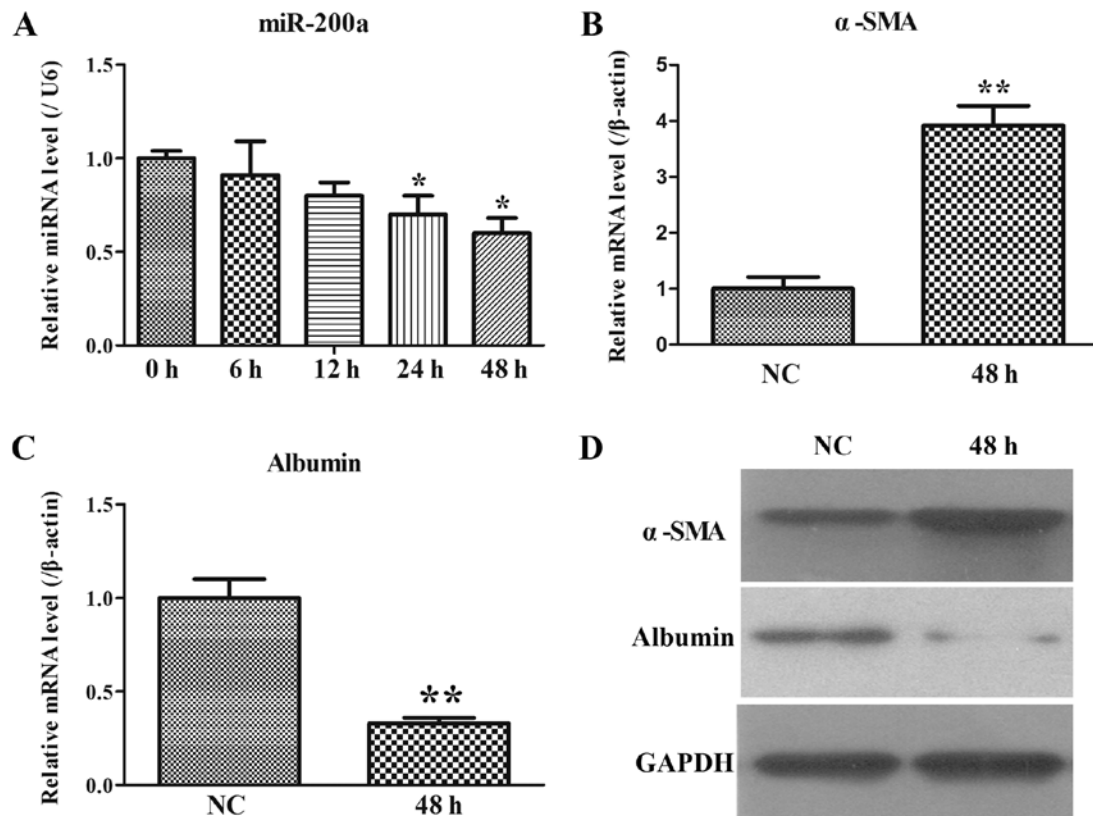 A
miR-200a
Relative miRNA level (/ U6)
1.5
1.0
0.5
0.0
*
*
0 h 6 h 12 h 24 h 48 h
B
α -SMA
Relative mRNA level (/β-actin)
5
4
3
2
1
0
**
NC 48 h
C
Albumin
Relative mRNA level (/β-actin)
1.5
1.0
0.5
0.0
**
NC 48 h
D
NC 48 h
α -SMA
Albumin
GAPDH